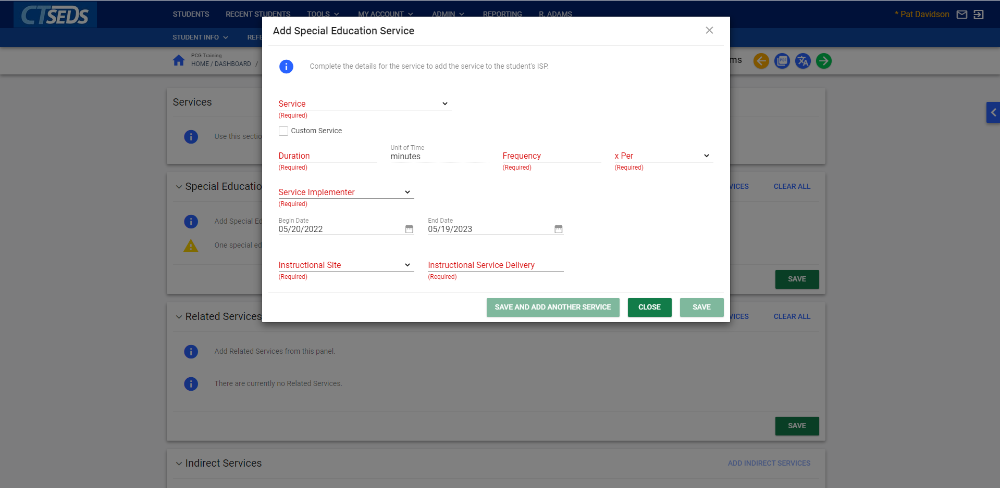 CTSEDS
STUDENTS RECENT STUDENTS TOOLS MY ACCOUNT ADMIN REPORTING R. ADAMS
* Pat Davidson
STUDENT INFO REFE
PCG Training
HOME / DASHBOARD /
ms
PDF
Add Special Education Service
Complete the details for the service to add the service to the student's ISP.
Service
(Required)
Custom Service
Duration
(Required)
Unit of Time
minutes
Frequency
(Required)
x Per
(Required)
Service Implementer
(Required)
Begin Date
05/20/2022
End Date
05/19/2023
Instructional Site
(Required)
Instructional Service Delivery
(Required)
SAVE AND ADD ANOTHER SERVICE CLOSE SAVE
Services
Use this sectio
Special Educatio
VICES CLEAR ALL
Add Special Ed
One special ed
SAVE
Related Services
VICES CLEAR ALL
Add Related Services from this panel.
There are currently no Related Services.
SAVE
Indirect Services
ADD INDIRECT SERVICES